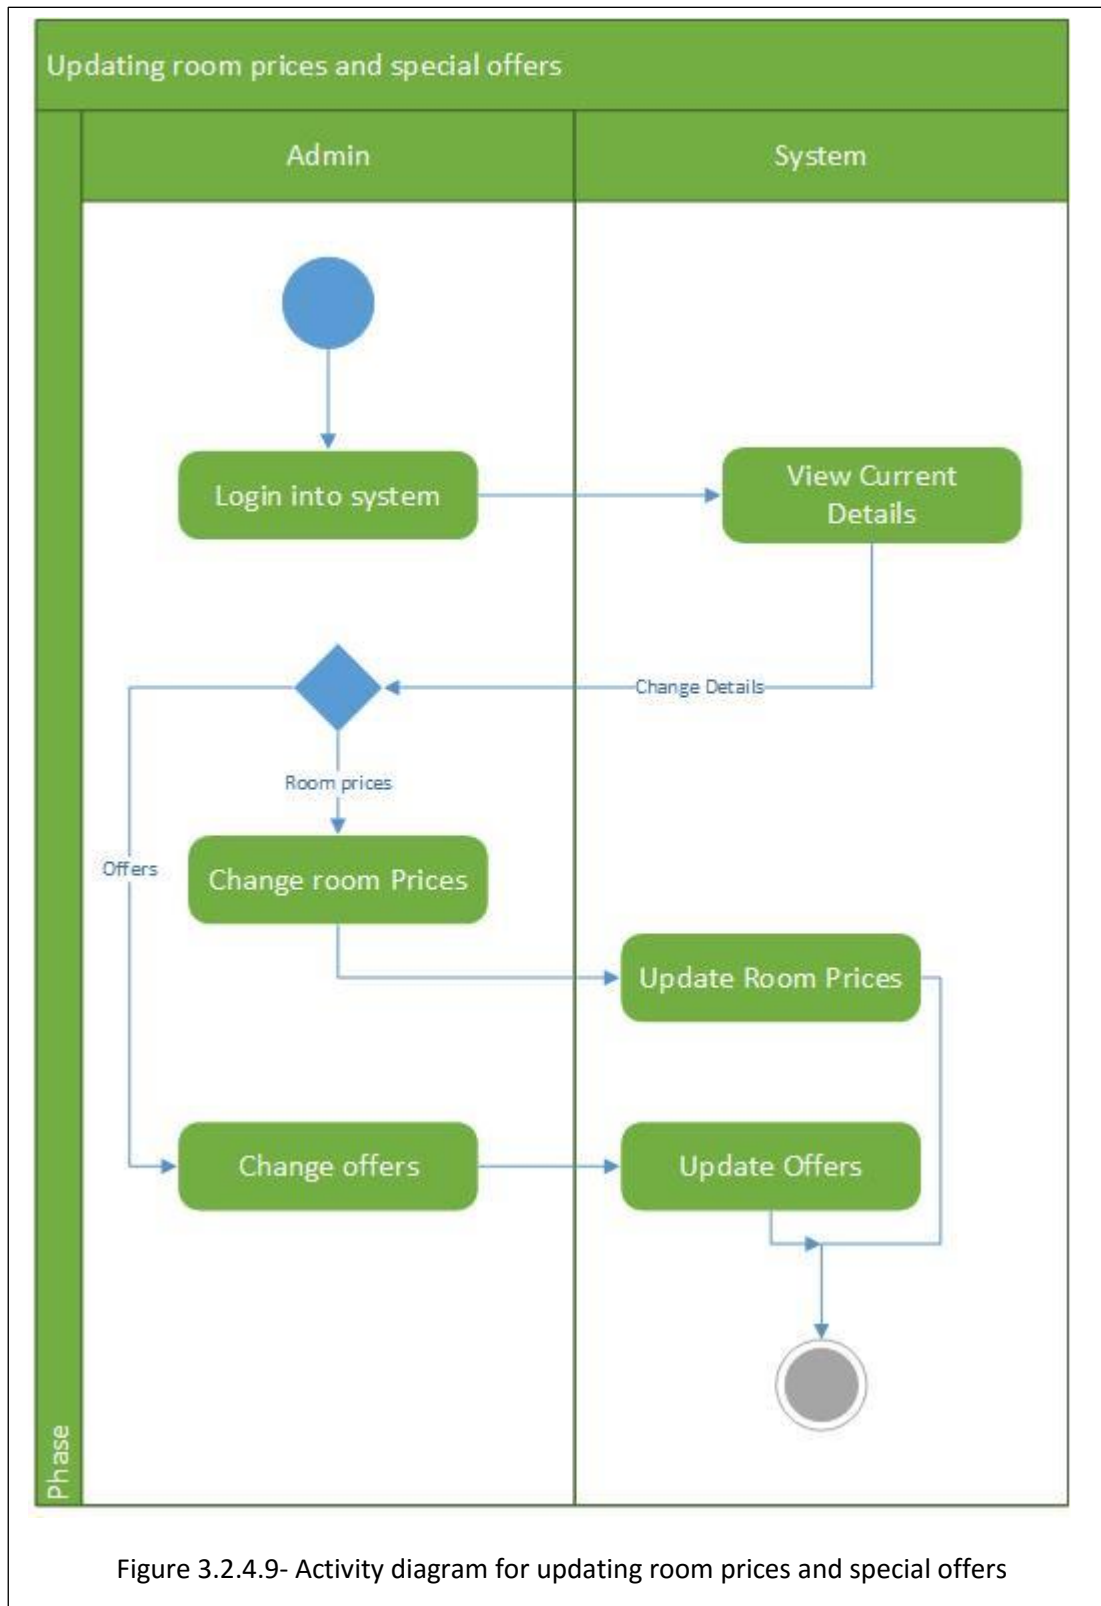 Updating room prices and special offers
Admin
System
Login into system
View Current
Details
Change Details
Room prices
Offers
Change room Prices
Update Room Prices
Change offers
Update Offers
Phase
Figure 3.2.4.9- Activity diagram for updating room prices and special offers